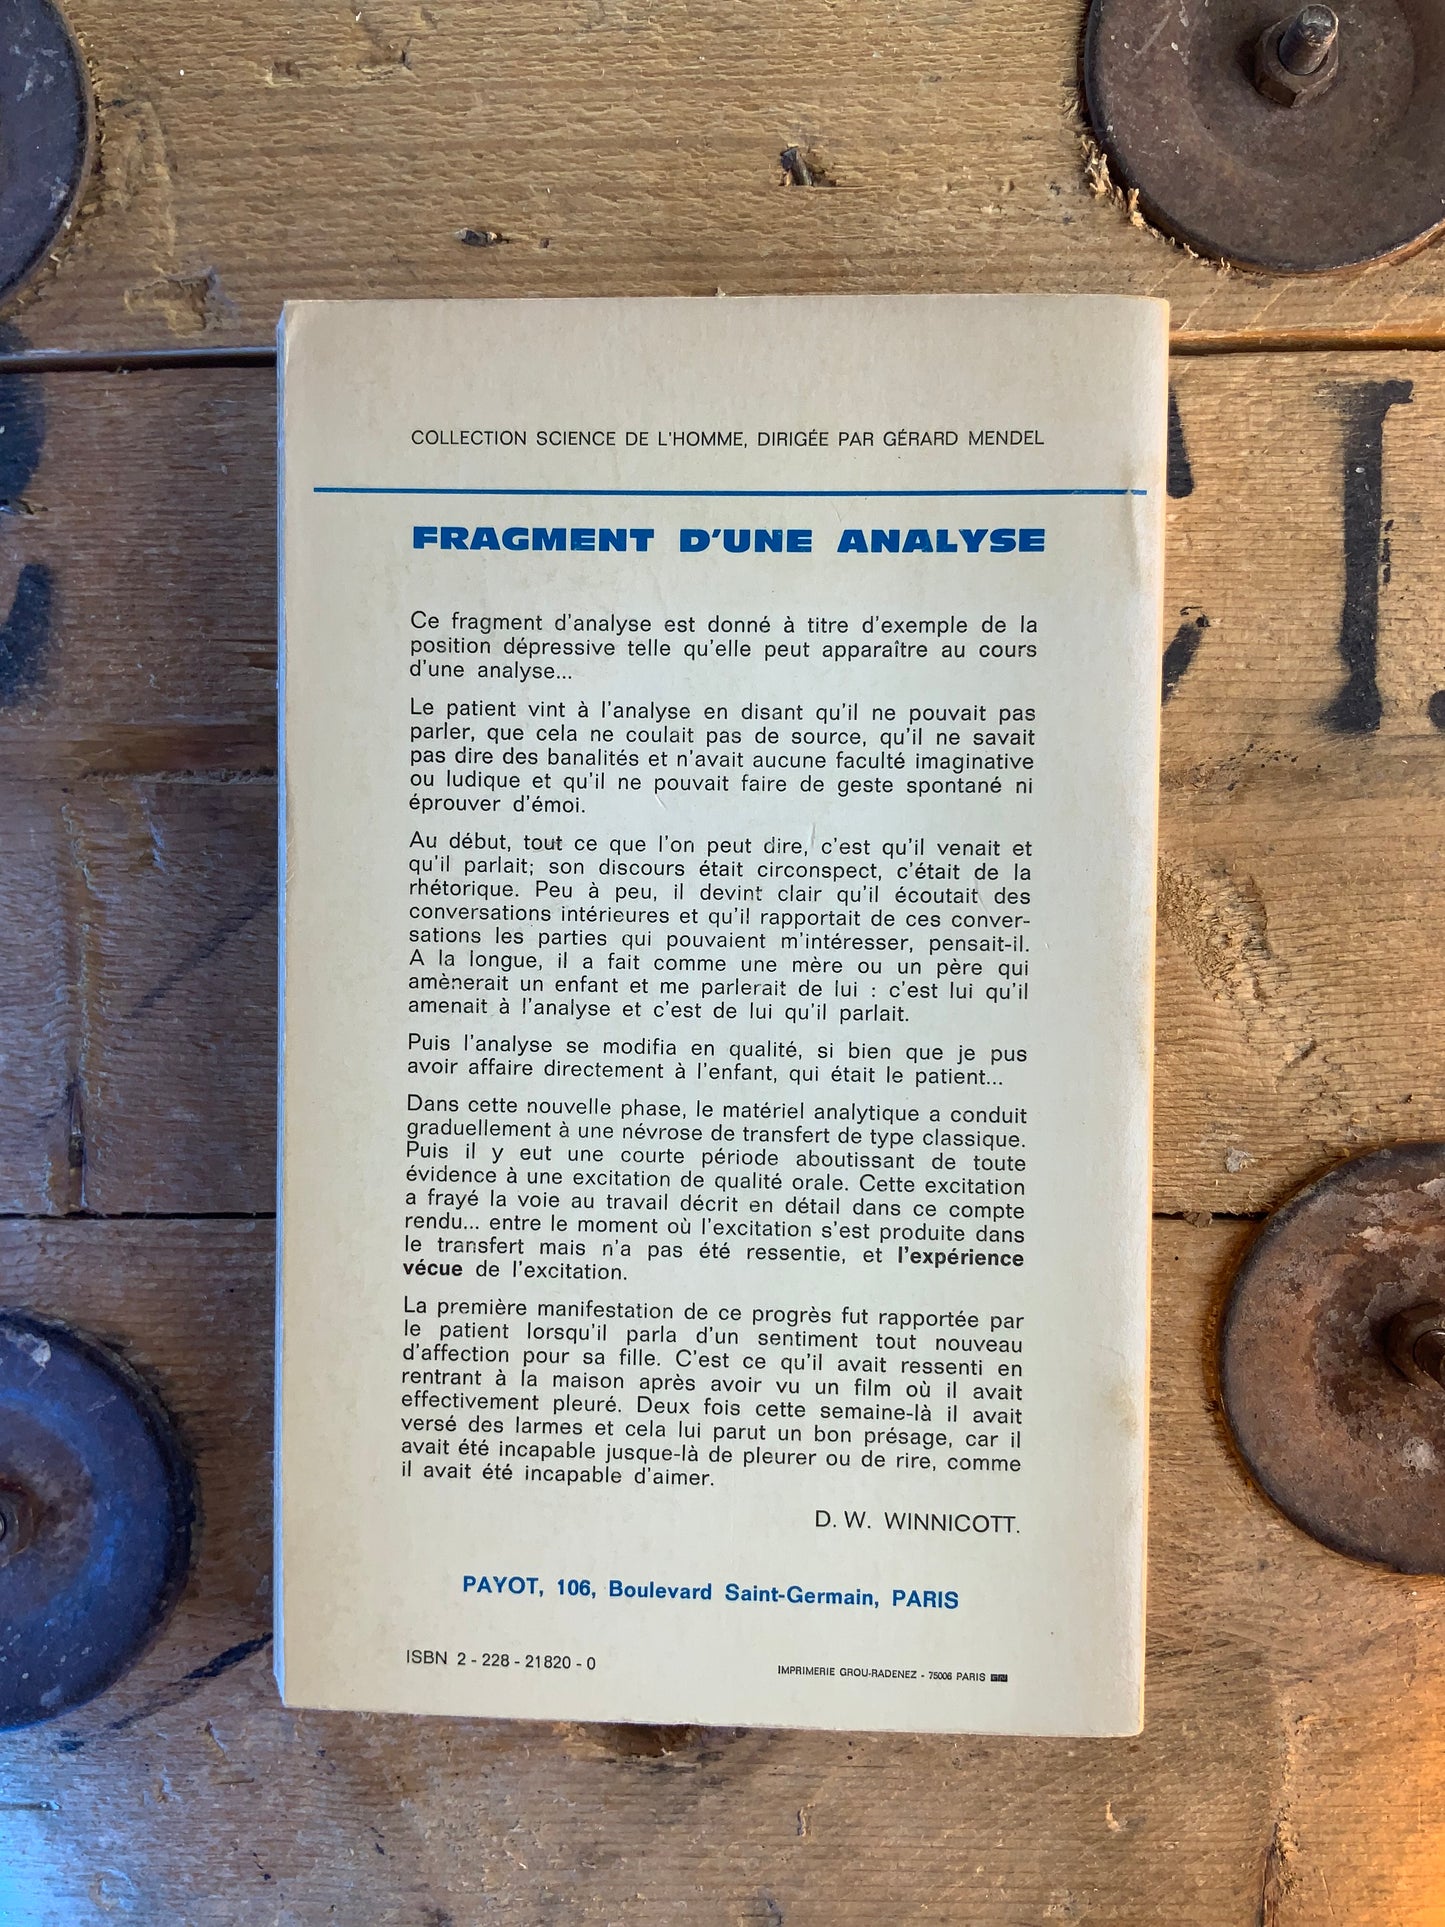 COLLECTION SCIENCE DE L'HOMME, DIRIGÉE PAR GÉRARD MENDEL
FRAGMENT D'UNE ANALYSE
Ce fragment d'analyse est donné à titre d'exemple de la
position dépressive telle qu'elle peut apparaître au cours
d'une analyse...
Le patient vint à l'analyse en disant qu'il ne pouvait pas
parler, que cela ne coulait pas de source, qu'il ne savait
pas dire des banalités et n'avait aucune faculté imaginative
ou ludique et qu'il ne pouvait faire de geste spontané ni
éprouver d'émoi.
Au début, tout ce que l'on peut dire, c'est qu'il venait et
qu'il parlait; son discours était circonspect, c'était de la
rhétorique. Peu à peu, il devint clair qu'il écoutait des
conversations intérieures et qu'il rapportait de ces conver-
sations les parties qui pouvaient m'intéresser, pensait-il.
A la longue, il a fait comme une mère ou un père qui
amènerait un enfant et me parlerait de lui : c'est lui qu'il
amenait à l'analyse et c'est de lui qu'il parlait.
Puis l'analyse se modifia en qualité, si bien que je pus
avoir affaire directement à l'enfant, qui était le patient...
Dans cette nouvelle phase, le matériel analytique a conduit
graduellement à une névrose de transfert de type classique.
Puis il y eut une courte période aboutissant de toute
évidence à une excitation de qualité orale. Cette excitation
a frayé la voie au travail décrit en détail dans ce compte
rendu... entre le moment où l'excitation s'est produite dans
le transfert mais n'a pas été ressentie, et l'expérience
vécue de l'excitation.
La première manifestation de ce progrès fut rapportée par
le patient lorsqu'il parla d'un sentiment tout nouveau
d'affection pour sa fille. C'est ce qu'il avait ressenti en
rentrant à la maison après avoir vu un film où il avait
effectivement pleuré. Deux fois cette semaine-là il avait
versé des larmes et cela lui parut un bon présage, car il
avait été incapable jusque-là de pleurer ou de rire, comme
il avait été incapable d'aimer.
D. W. WINNICOTT.
PAYOT, 106, Boulevard Saint-Germain, PARIS
ISBN 2 - 228 - 21820 - 0
IMPRIMERIE GROU-RADENEZ - 75006 PARIS